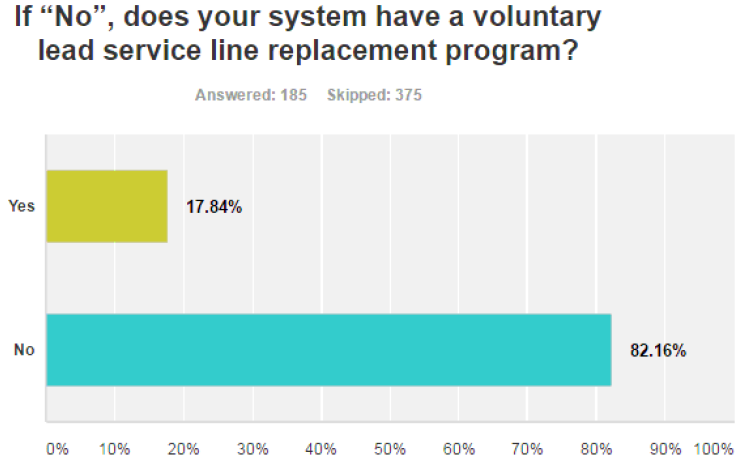 If “No”, does your system have a voluntary
lead service line replacement program?
Answered: 185 Skipped: 375
Yes 17.84%
No 82.16%
0% 10% 20% 30% 40% 50% 60% 70% 80% 90% 100%